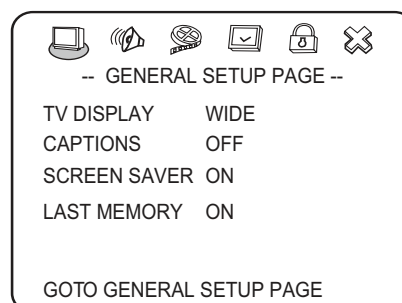 -- GENERAL SETUP PAGE --
TV DISPLAY WIDE
CAPTIONS OFF
SCREEN SAVER ON
LAST MEMORY ON
GOTO GENERAL SETUP PAGE